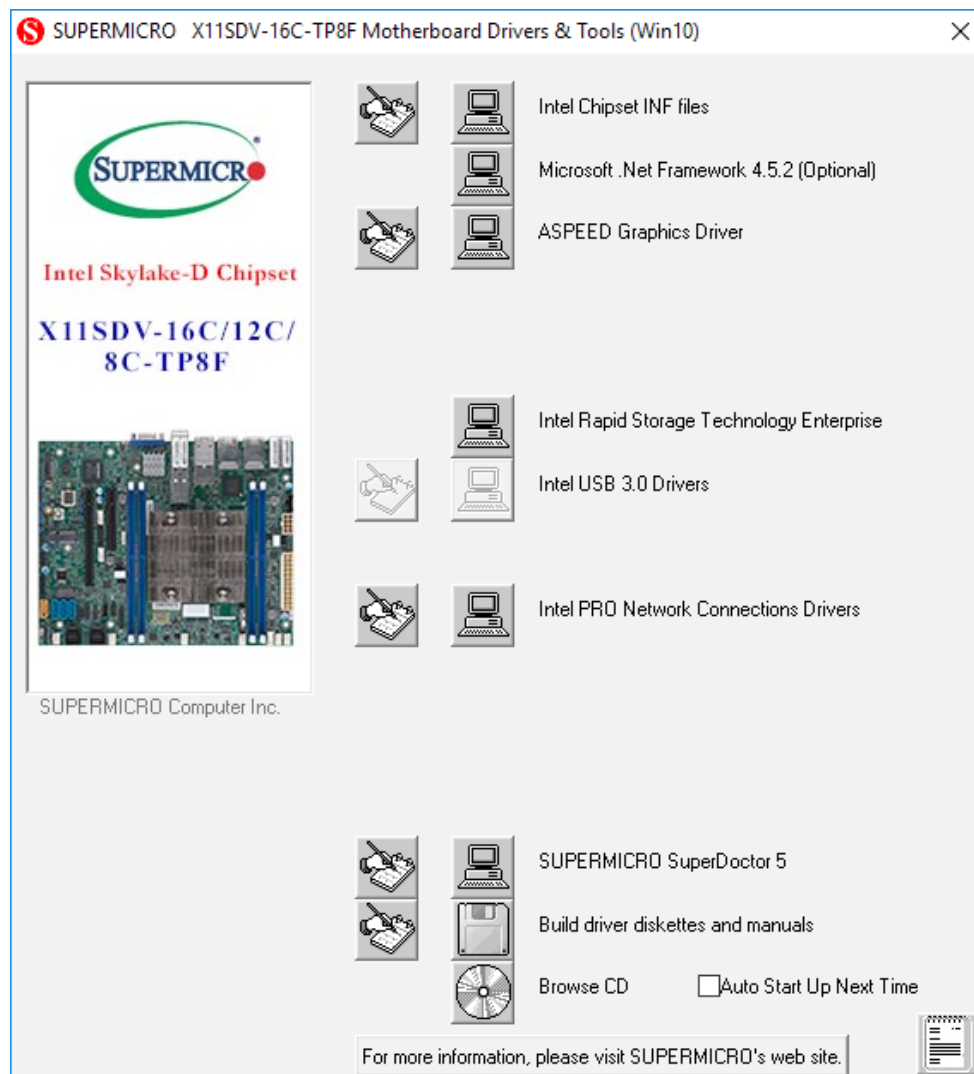 SUPERMICRO X11SDV-16C-TP8F Motherboard Drivers & Tools (Win10)
SUPERMICRO
Intel Skylake-D Chipset
X11SDV-16C/12C/
8C-TP8F
SUPERMICRO Computer Inc.
Intel Chipset INF files
Microsoft .Net Framework 4.5.2 (Optional)
ASPEED Graphics Driver
Intel Rapid Storage Technology Enterprise
Intel USB 3.0 Drivers
Intel PRO Network Connections Drivers
SUPERMICRO SuperDoctor 5
Build driver diskettes and manuals
Browse CD Auto Start Up Next Time
For more information, please visit SUPERMICRO's web site.